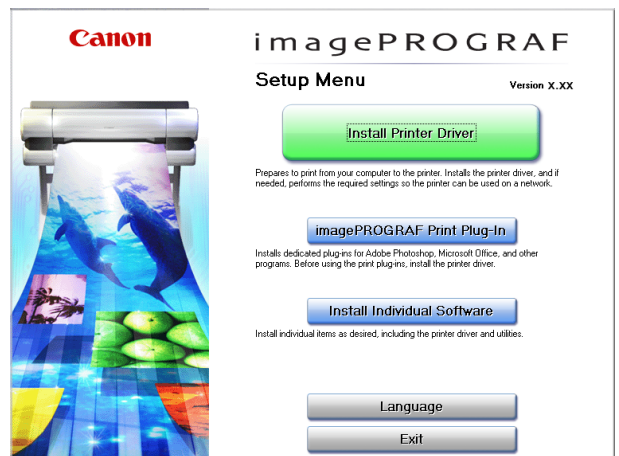 Canon
imagePROGRAF
Setup Menu
Version X.XX
Install Printer Driver
Prepares to print from your computer to the printer. Installs the printer driver, and if
needed, performs the required settings so the printer can be used on a network.
imagePROGRAF Print Plug-In
Installs dedicated plug-ins for Adobe Photoshop, Microsoft Office, and other
programs. Before using the print plug-ins, install the printer driver.
Install Individual Software
Install individual items as desired, including the printer driver and utilities.
Language
Exit